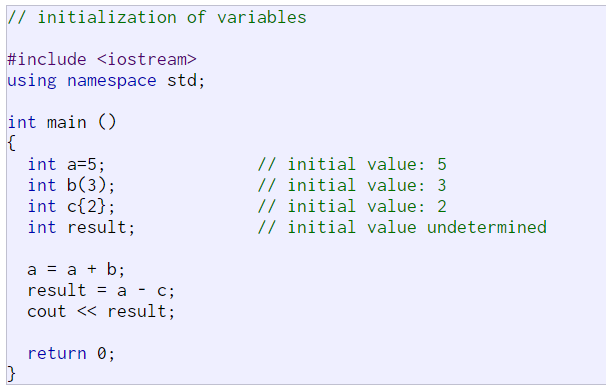 // initialization of variables

#include <iostream>
using namespace std;

int main ()
{
  int a=5;               // initial value: 5
  int b(3);              // initial value: 3
  int c{2};              // initial value: 2
  int result;            // initial value undetermined

  a = a + b;
  result = a - c;
  cout << result;

  return 0;
}